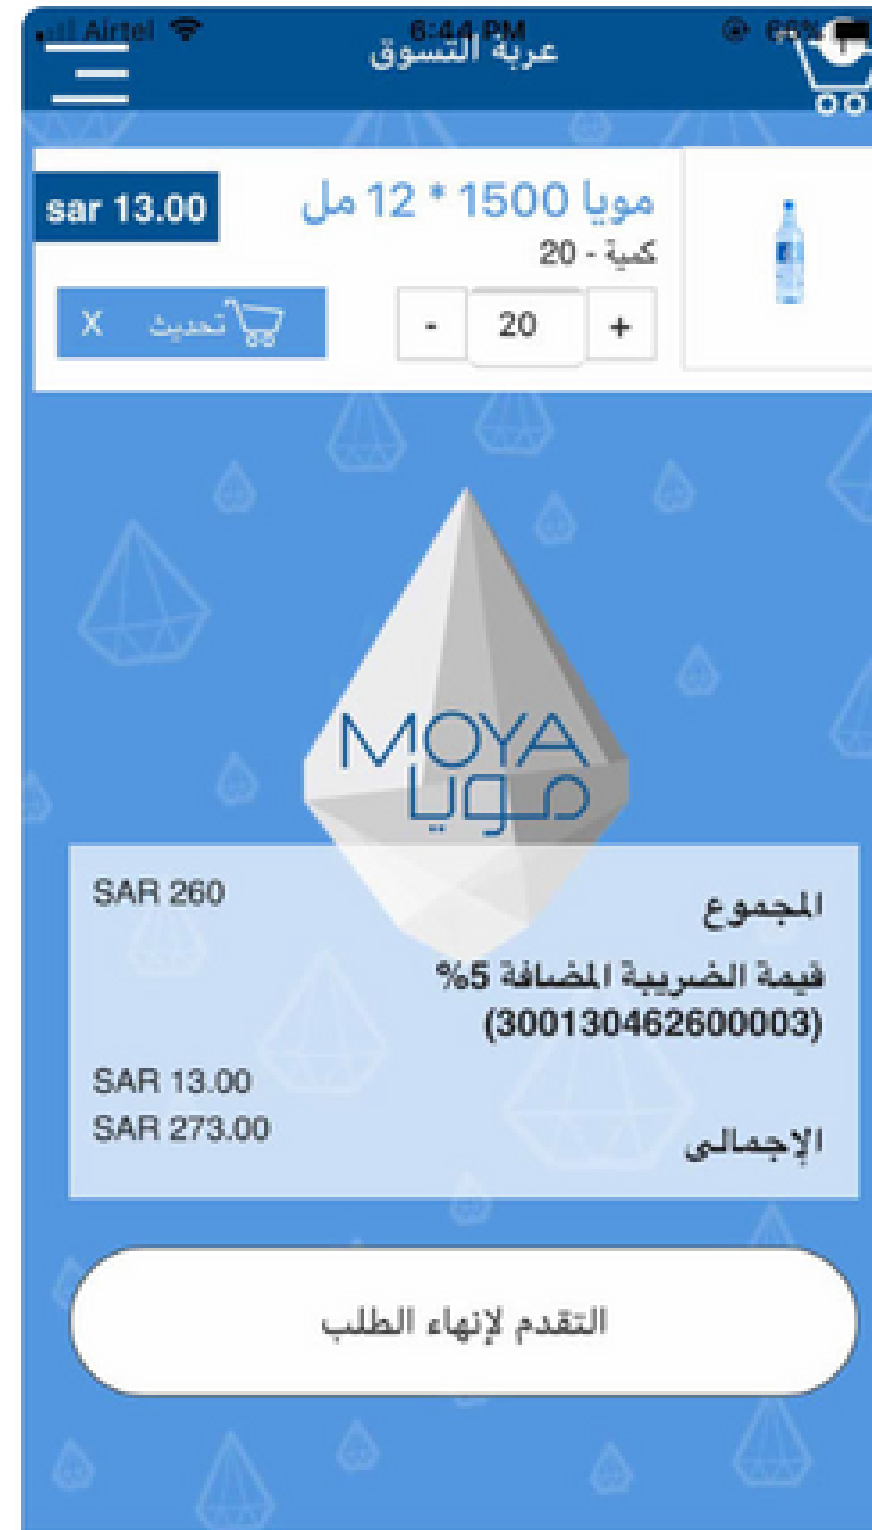 Airtel 6:44 PM
عربة التسوق
مويا 1500 * 12 مل
sar 13.00
كمية - 20
+ 20 -
تحديث X
MOYA
مويا
المجموع SAR 260
قيمة الضريبة المضافة 5%
(300130462600003)
SAR 13.00
الإجمالى SAR 273.00
التقدم لإنهاء الطلب